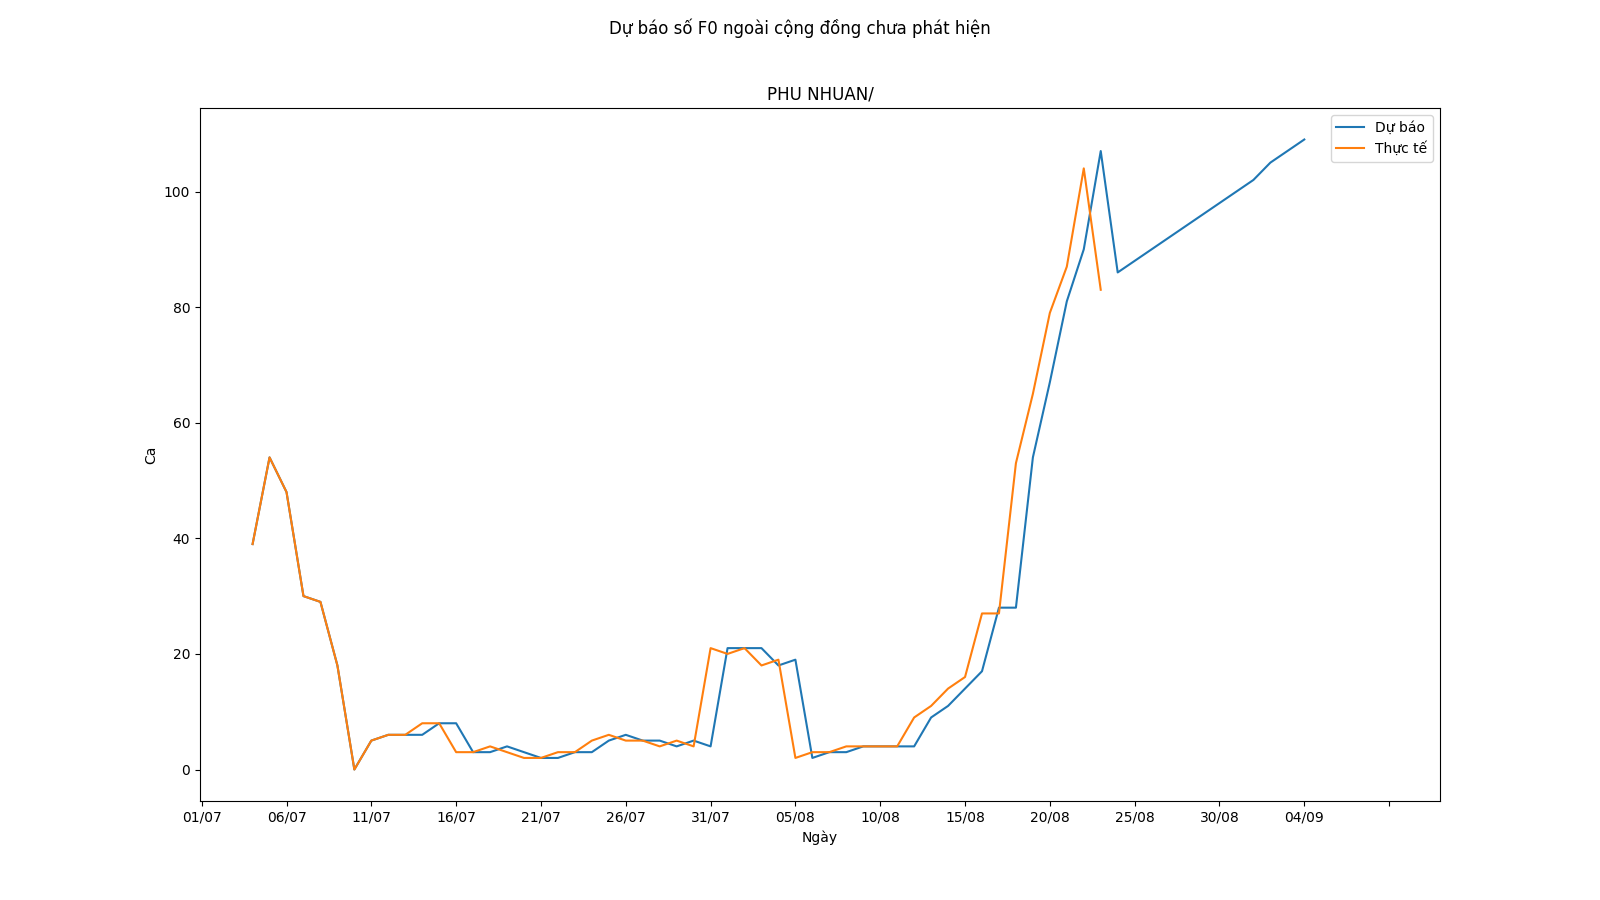 Dự báo số F0 ngoài cộng đồng chưa phát hiện
PHU NHUAN/
Dự báo
Thực tế
100
80
60
40
20
0
Ca
01/07 06/07 11/07 16/07 21/07 26/07 31/07 05/08 10/08 15/08 20/08 25/08 30/08 04/09
Ngày